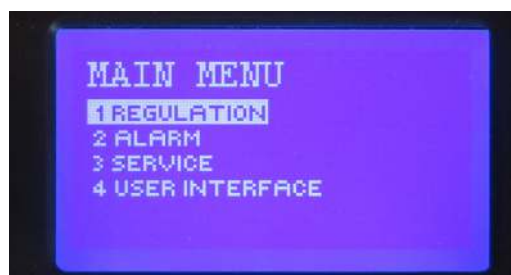 MAIN MENU
1 REGULATION
2 ALARM
3 SERVICE
4 USER INTERFACE